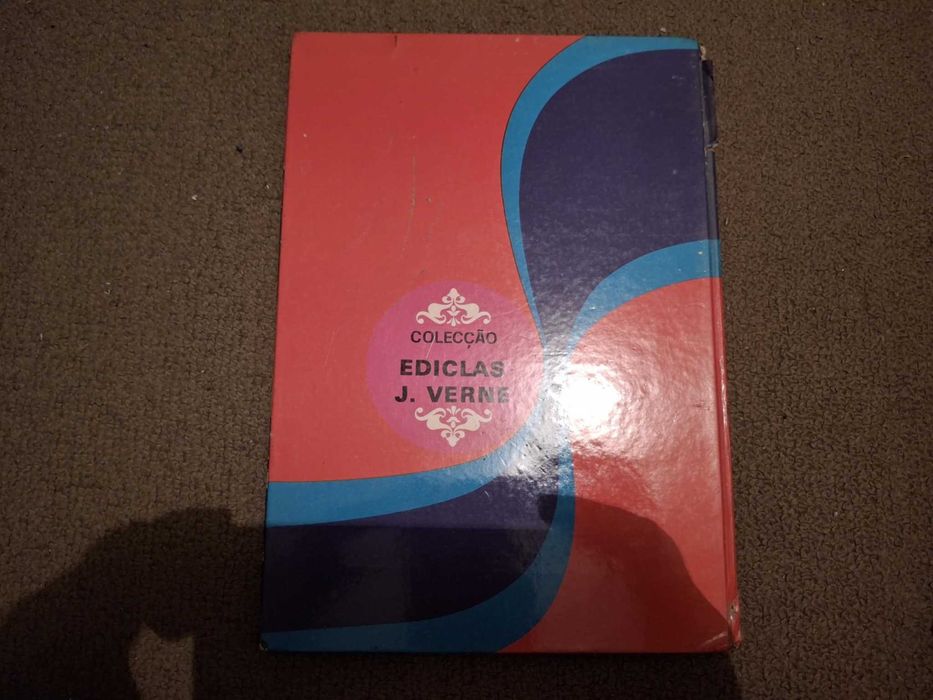 COLECÇÃO
EDICLAS
J. VERNE